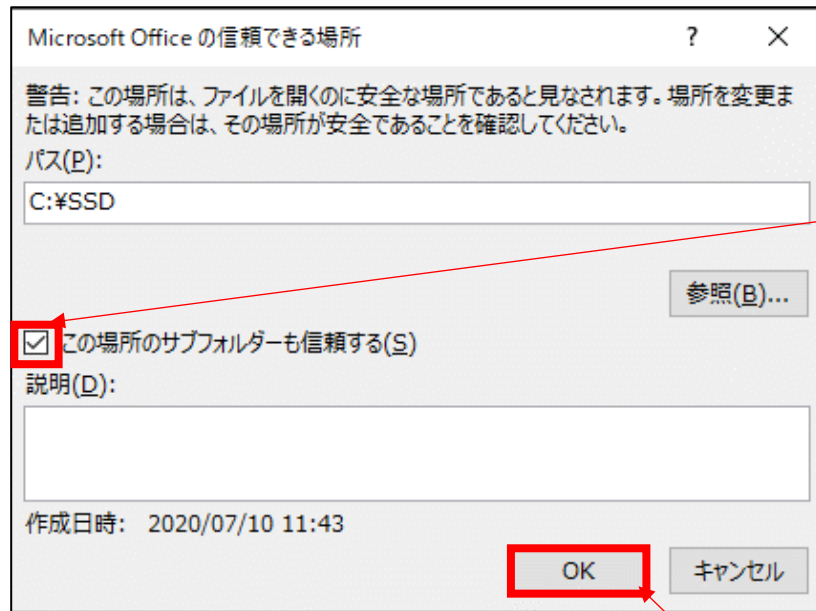 Microsoft Office の信頼できる場所 ? ×
警告: この場所は、ファイルを開くのに安全な場所であると見なされます。場所を変更ま
たは追加する場合は、その場所が安全であることを確認してください。
パス(P):
C:¥SSD
参照(B)...
この場所のサブフォルダーも信頼する(S)
説明(D):
作成日時: 2020/07/10 11:43
OK キャンセル